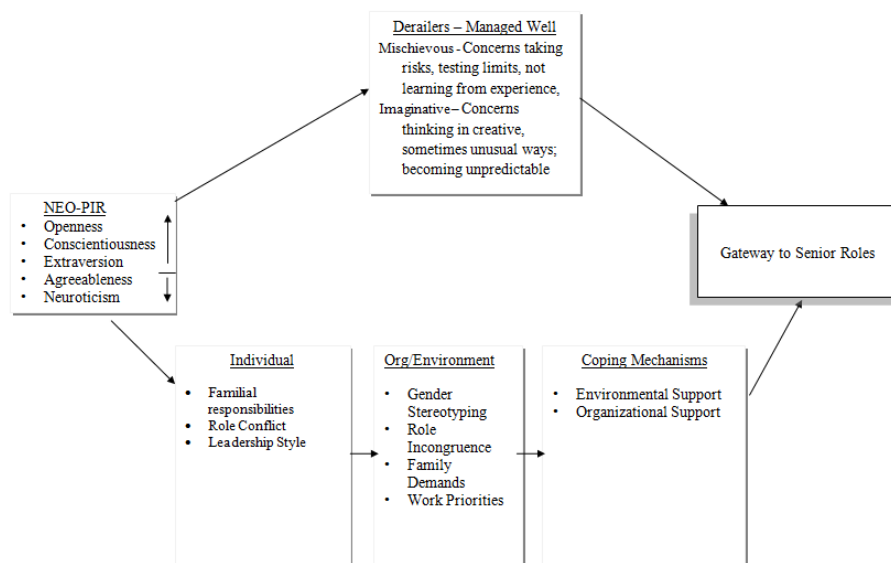 Derailers – Managed Well
Mischievous - Concerns taking
risks, testing limits, not
learning from experience,
Imaginative– Concerns
thinking in creative,
sometimes unusual ways;
becoming unpredictable
NEO-PIR
• Openness
• Conscientiousness
• Extraversion
• Agreeableness
• Neuroticism
Gateway to Senior Roles
Individual
• Familial
responsibilities
• Role Conflict
• Leadership Style
Org/Environment
• Gender
Stereotyping
• Role
Incongruence
• Family
Demands
• Work Priorities
Coping Mechanisms
• Environmental Support
• Organizational Support